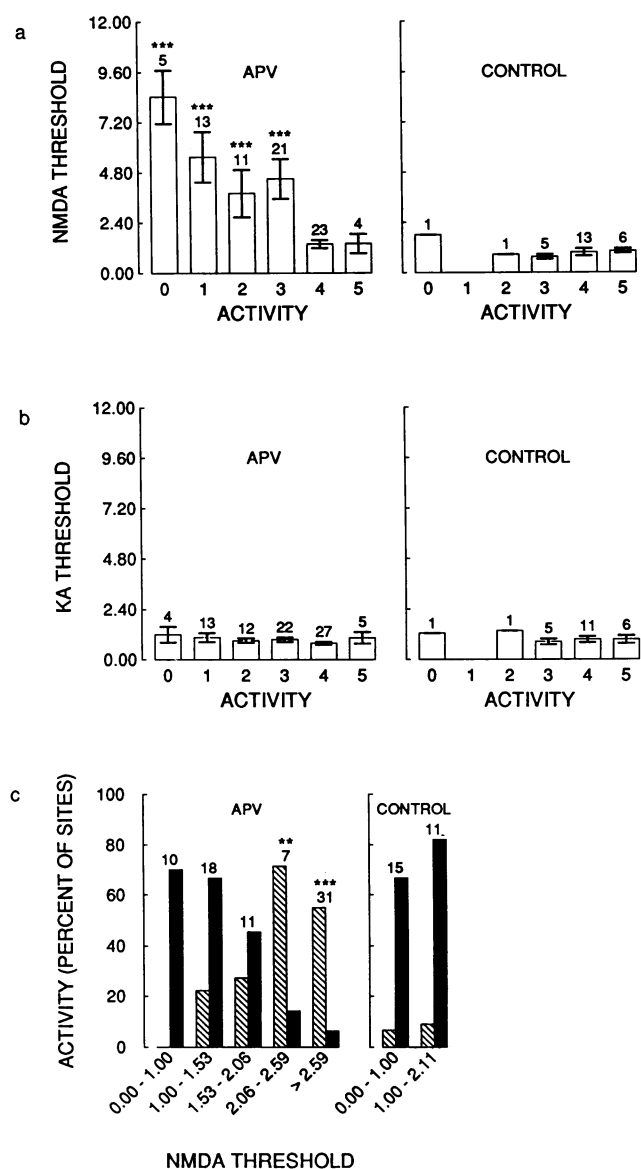 a
NMDA THRESHOLD
12.00
9.60
7.20
4.80
2.40
0.00
APV
***
5
***
13
***
11
***
21
23
4
0 1 2 3 4 5
ACTIVITY
CONTROL
1
1
5
13
6
0 1 2 3 4 5
ACTIVITY
b
KA THRESHOLD
12.00
9.60
7.20
4.80
2.40
0.00
APV
4
13
12
22
27
5
0 1 2 3 4 5
ACTIVITY
CONTROL
1
1
5
11
6
0 1 2 3 4 5
ACTIVITY
c
ACTIVITY (PERCENT OF SITES)
100
80
60
40
20
0
APV
10
18
11
**
7
***
31
0.00 - 1.00
1.00 - 1.53
1.53 - 2.06
2.06 - 2.59
> 2.59
CONTROL
15
11
0.00 - 1.00
1.00 - 2.11
NMDA THRESHOLD